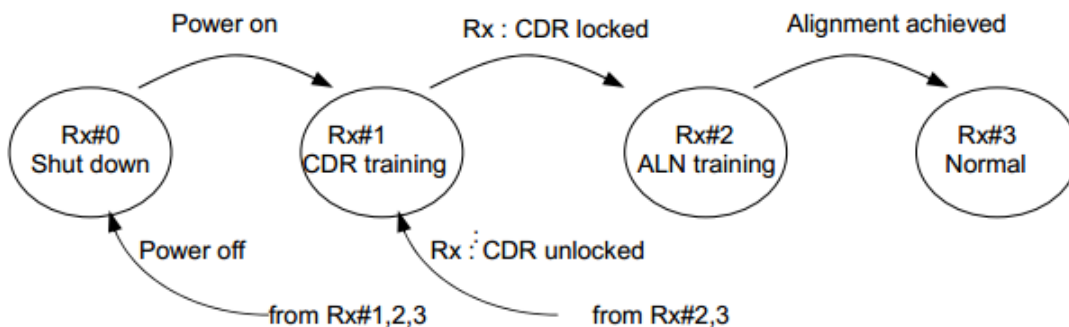 Power on
Rx : CDR locked
Alignment achieved
Rx#0
Shut down
Rx#1
CDR training
Rx#2
ALN training
Rx#3
Normal
Power off
Rx : CDR unlocked
from Rx#1,2,3
from Rx#2,3